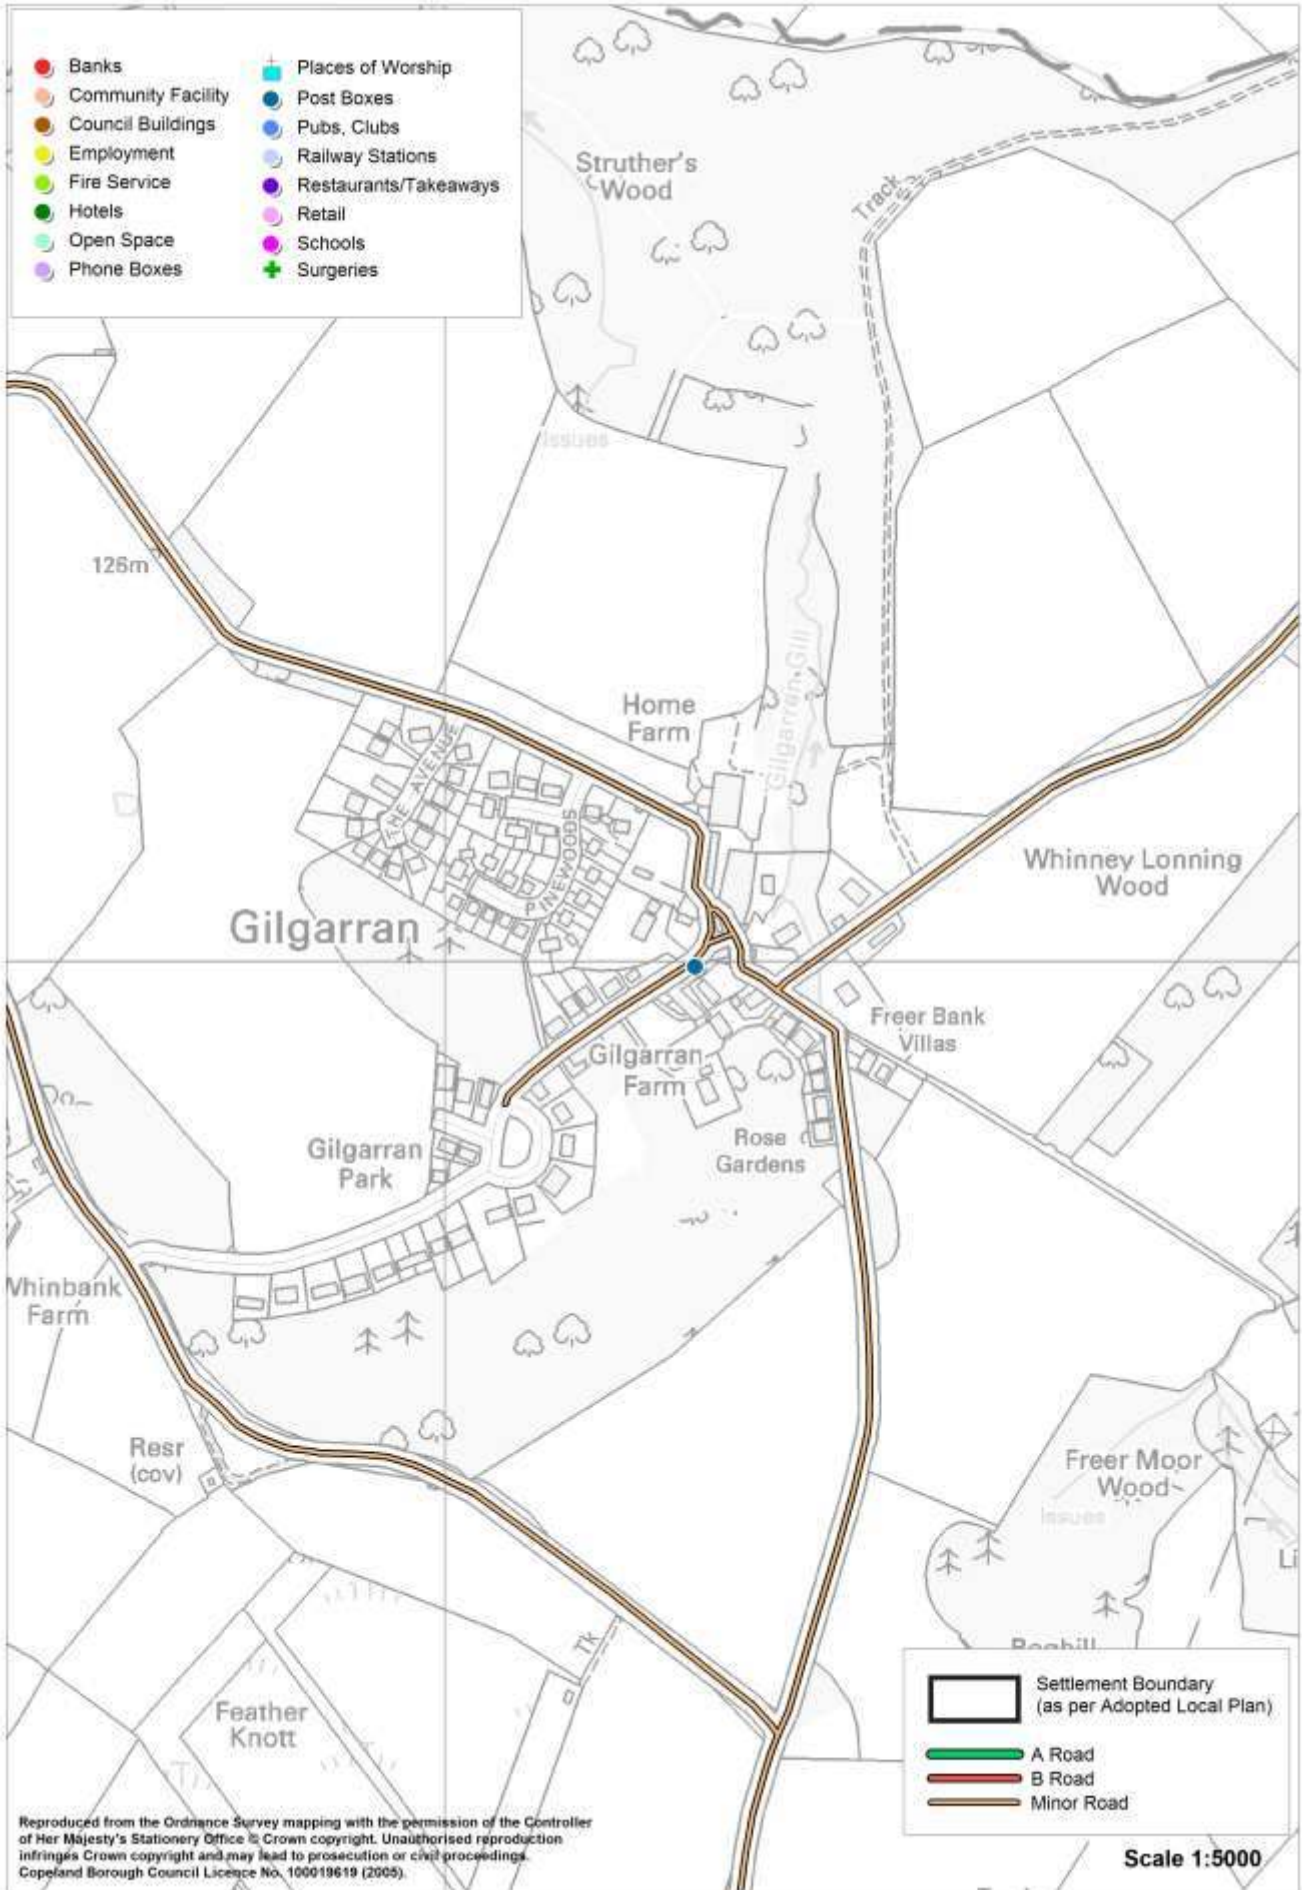 Banks
Community Facility
Council Buildings
Employment
Fire Service
Hotels
Open Space
Phone Boxes
Places of Worship
Post Boxes
Pubs, Clubs
Railway Stations
Restaurants/Takeaways
Retail
Schools
Surgeries
Struther's
Wood
Track
Issues
126m
Gilgarran Gill
Home
Farm
THE AVENUE
PINEWOODS
Whinney Lonning
Wood
Gilgarran
Freer Bank
Villas
Gilgarran
Farm
Gilgarran
Park
Rose
Gardens
Whinbank
Farm
Resr
(cov)
Freer Moor
Wood
Issues
Li
Tk
Feather
Knott
Settlement Boundary
(as per Adopted Local Plan)
A Road
B Road
Minor Road
Reproduced from the Ordnance Survey mapping with the permission of the Controller
of Her Majesty's Stationery Office © Crown copyright. Unauthorised reproduction
infringes Crown copyright and may lead to prosecution or civil proceedings.
Copeland Borough Council Licence No. 100019619 (2005).
Scale 1:5000